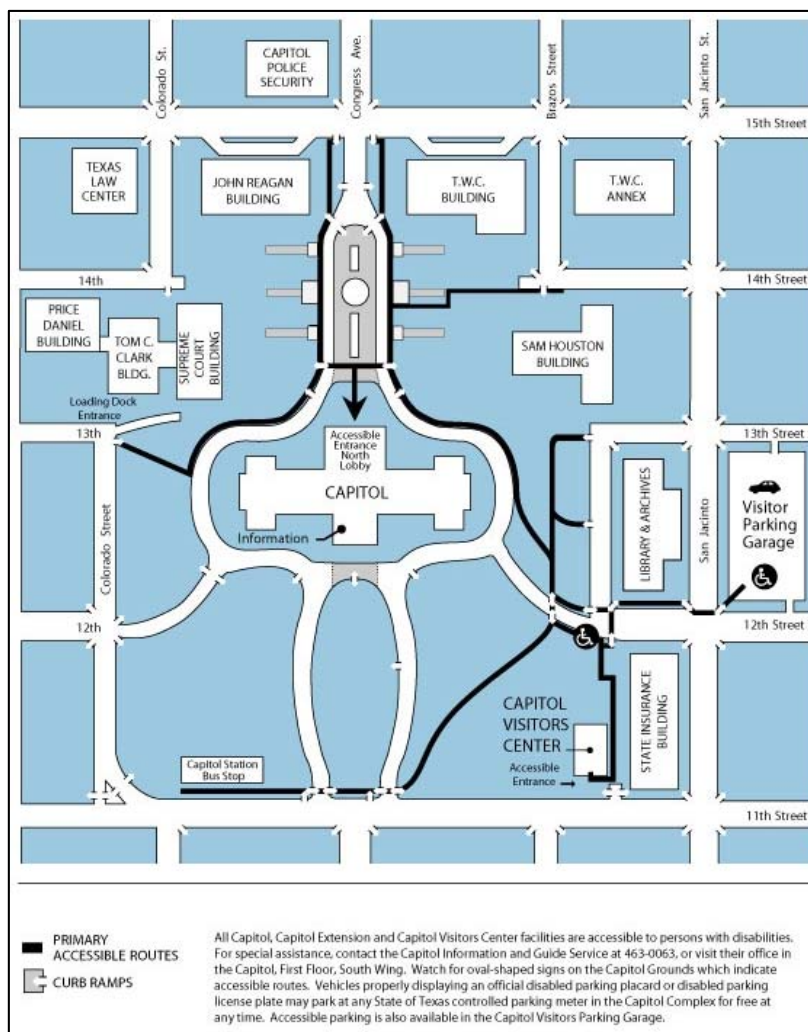 Colorado St.
CAPITOL
POLICE
SECURITY
Congress Ave.
Brazos Street
San Jacinto St.
15th Street
TEXAS
LAW
CENTER
JOHN REAGAN
BUILDING
T.W.C.
BUILDING
T.W.C.
ANNEX
14th
14th Street
PRICE
DANIEL
BUILDING
TOM C.
CLARK
BLDG.
SUPREME
COURT
BUILDING
SAM HOUSTON
BUILDING
Loading Dock
Entrance
13th
13th Street
Accessible
Entrance
North
Lobby
CAPITOL
Information
Colorado Street
LIBRARY & ARCHIVES
San Jacinto
Visitor
Parking
Garage
12th
12th Street
CAPITOL
VISITORS
CENTER
Accessible
Entrance
STATE INSURANCE
BUILDING
Capitol Station
Bus Stop
11th Street
PRIMARY
ACCESSIBLE ROUTES
CURB RAMPS
All Capitol, Capitol Extension and Capitol Visitors Center facilities are accessible to persons with disabilities.
For special assistance, contact the Capitol Information and Guide Service at 463-0063, or visit their office in
the Capitol, First Floor, South Wing. Watch for oval-shaped signs on the Capitol Grounds which indicate
accessible routes. Vehicles properly displaying an official disabled parking placard or disabled parking
license plate may park at any State of Texas controlled parking meter in the Capitol Complex for free at
any time. Accessible parking is also available in the Capitol Visitors Parking Garage.